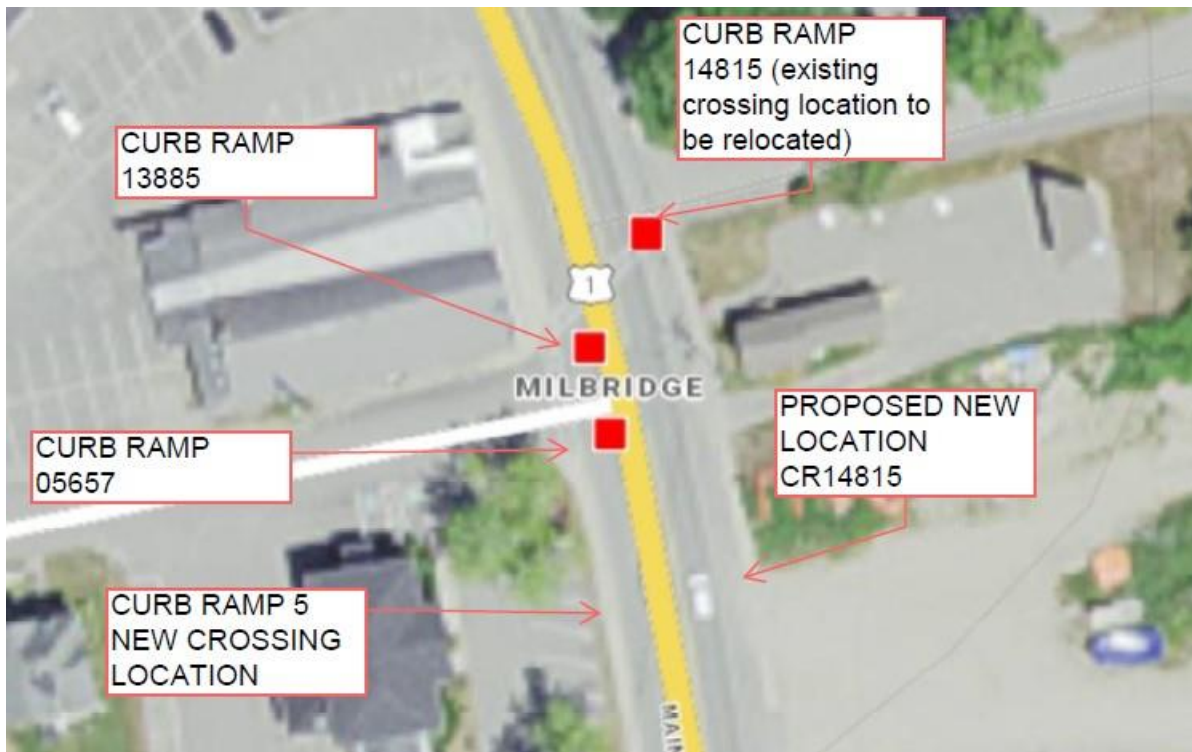 CURB RAMP
14815 (existing
crossing location to
be relocated)
CURB RAMP
13885
1
MILBRIDGE
PROPOSED NEW
LOCATION
CR14815
CURB RAMP
05657
CURB RAMP 5
NEW CROSSING
LOCATION
MAIN